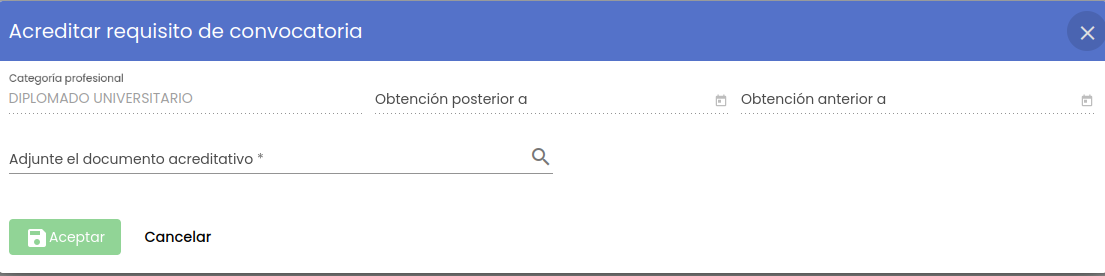 Acreditar requisito de convocatoria
Categoría profesional
DIPLOMADO UNIVERSITARIO
Obtención posterior a
Obtención anterior a
Adjunte el documento acreditativo *
Aceptar
Cancelar